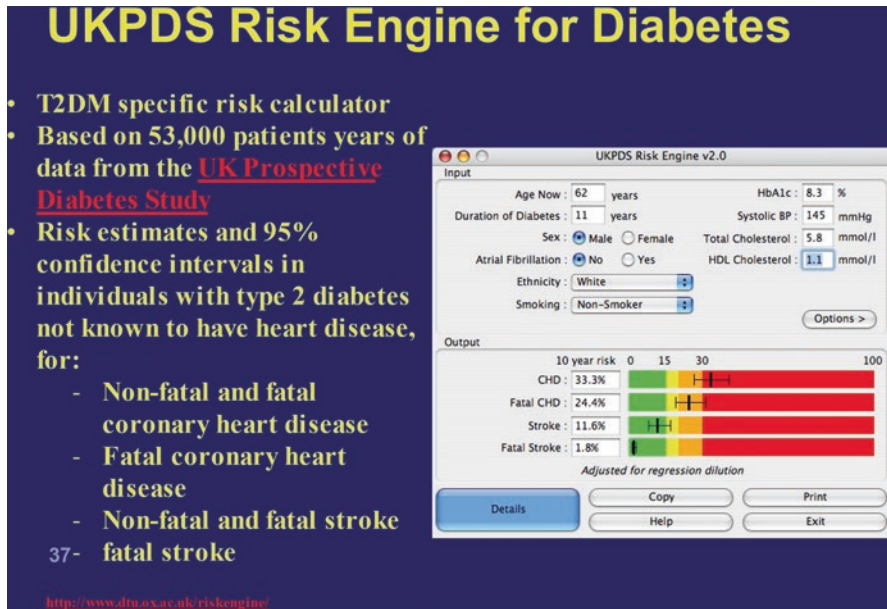 UKPDS Risk Engine for Diabetes
• T2DM specific risk calculator
• Based on 53,000 patients years of
data from the UK Prospective
Diabetes Study
• Risk estimates and 95%
confidence intervals in
individuals with type 2 diabetes
not known to have heart disease,
for:
- Non-fatal and fatal
coronary heart disease
- Fatal coronary heart
disease
- Non-fatal and fatal stroke
37- fatal stroke
http://www.dtu.ox.ac.uk/riskengine/
UKPDS Risk Engine v2.0
Input
Age Now : 62 years HbA1c : 8.3 %
Duration of Diabetes : 11 years Systolic BP : 145 mmHg
Sex : Male Female Total Cholesterol : 5.8 mmol/l
Atrial Fibrillation : No Yes HDL Cholesterol : 1.1 mmol/l
Ethnicity : White
Smoking : Non-Smoker
Options >
Output
10 year risk 0 15 30 100
CHD : 33.3%
Fatal CHD : 24.4%
Stroke : 11.6%
Fatal Stroke : 1.8%
Adjusted for regression dilution
Details Copy Print
Help Exit